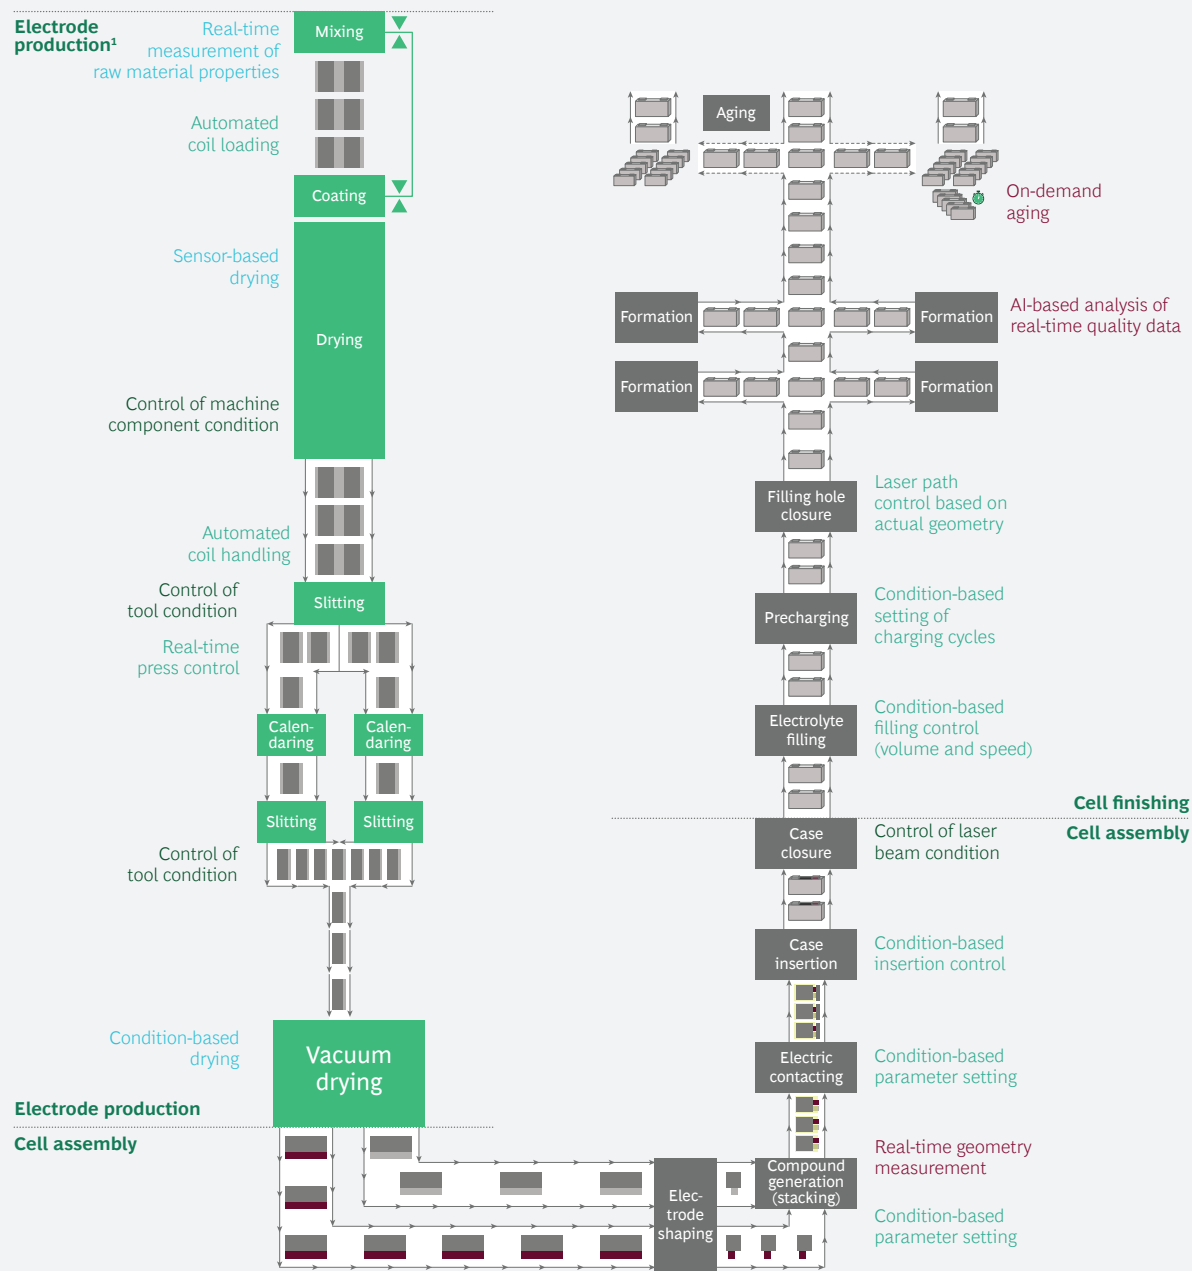 Electrode
production¹
Real-time
measurement of
raw material properties
Mixing
Automated
coil loading
Coating
Sensor-based
drying
Drying
Control of machine
component condition
Automated
coil handling
Control of
tool condition
Slitting
Real-time
press control
Calen-
daring
Calen-
daring
Slitting
Slitting
Control of
tool condition
Condition-based
drying
Vacuum
drying
Electrode production
Cell assembly
Elec-
trode
shaping
Aging
On-demand
aging
Formation
Formation
AI-based analysis of
real-time quality data
Formation
Formation
Filling hole
closure
Laser path
control based on
actual geometry
Precharging
Condition-based
setting of
charging cycles
Electrolyte
filling
Condition-based
filling control
(volume and speed)
Cell finishing
Cell assembly
Case
closure
Control of laser
beam condition
Case
insertion
Condition-based
insertion control
Electric
contacting
Condition-based
parameter setting
Compound
generation
(stacking)
Real-time geometry
measurement
Condition-based
parameter setting